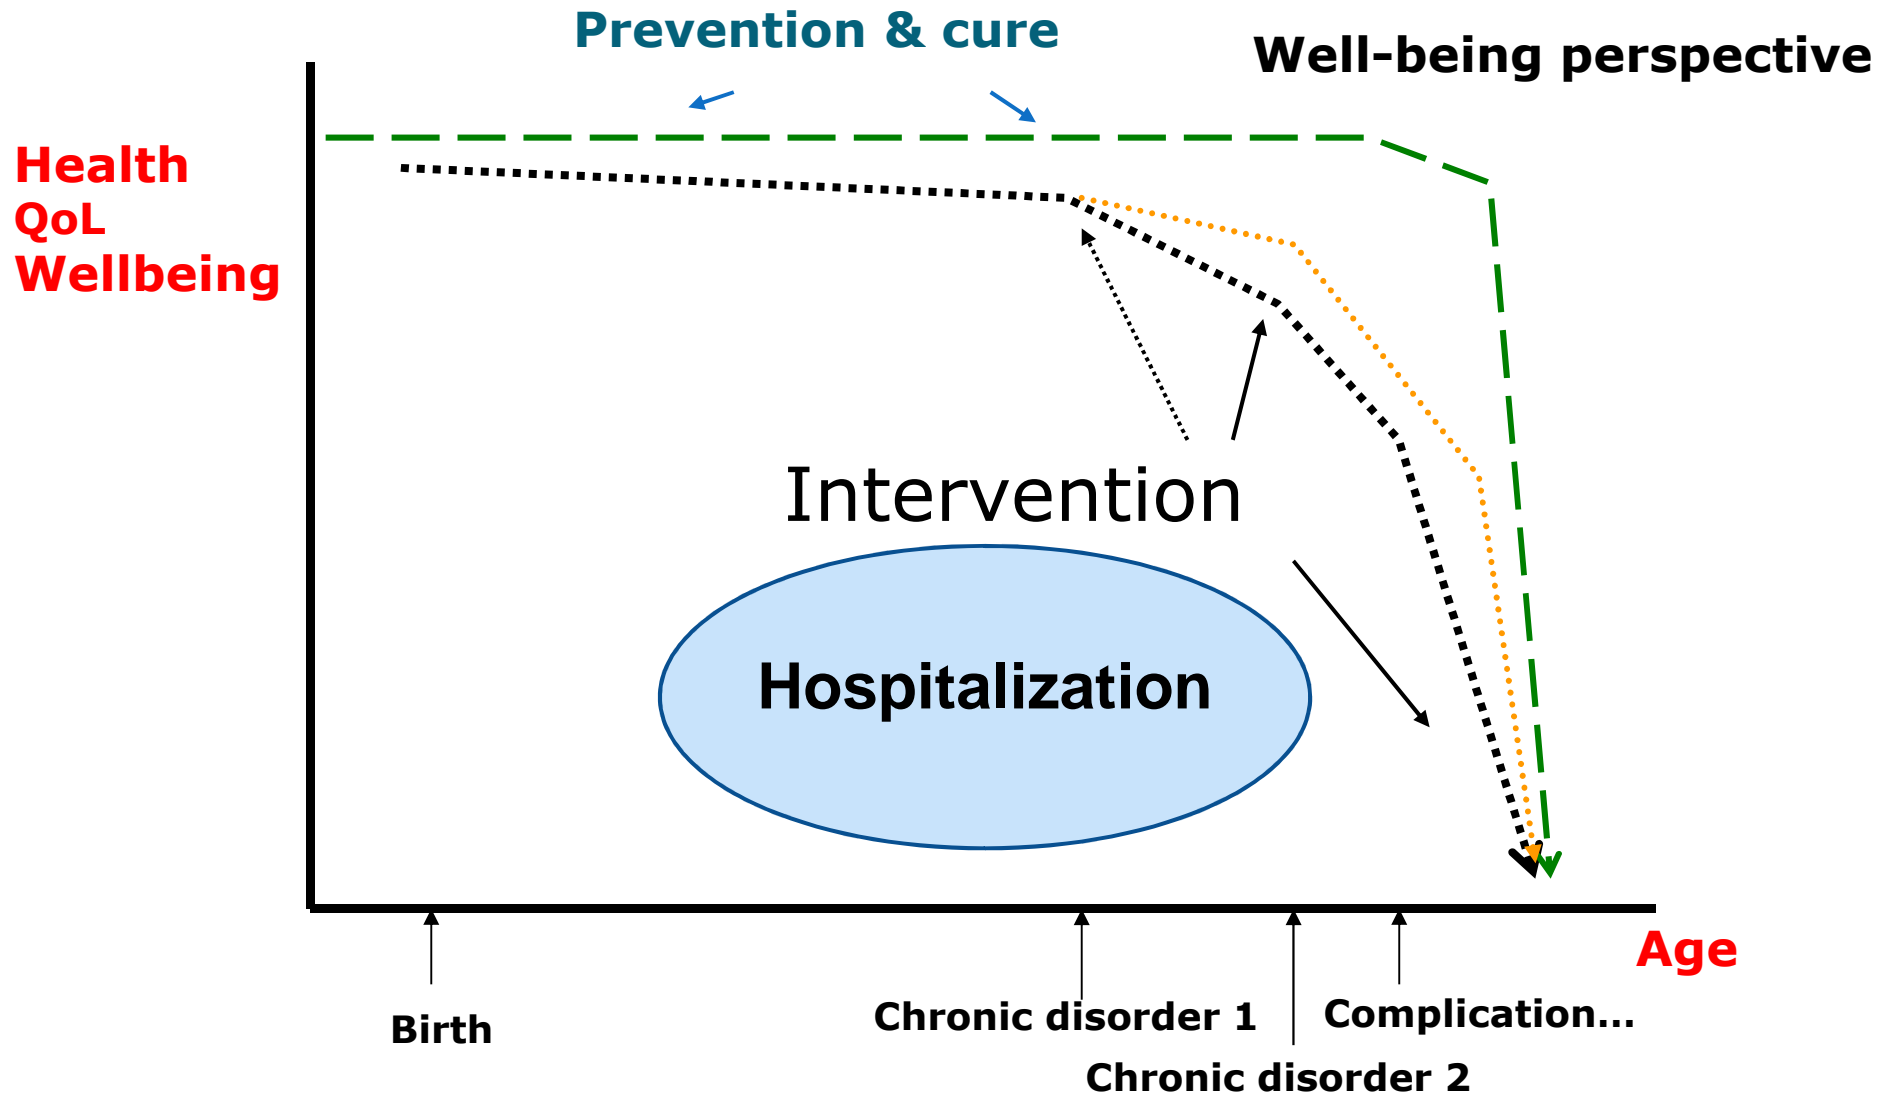 Prevention & cure
Well-being perspective
Health
QoL
Wellbeing
Intervention
Hospitalization
Age
Birth
Chronic disorder 1
Complication...
Chronic disorder 2